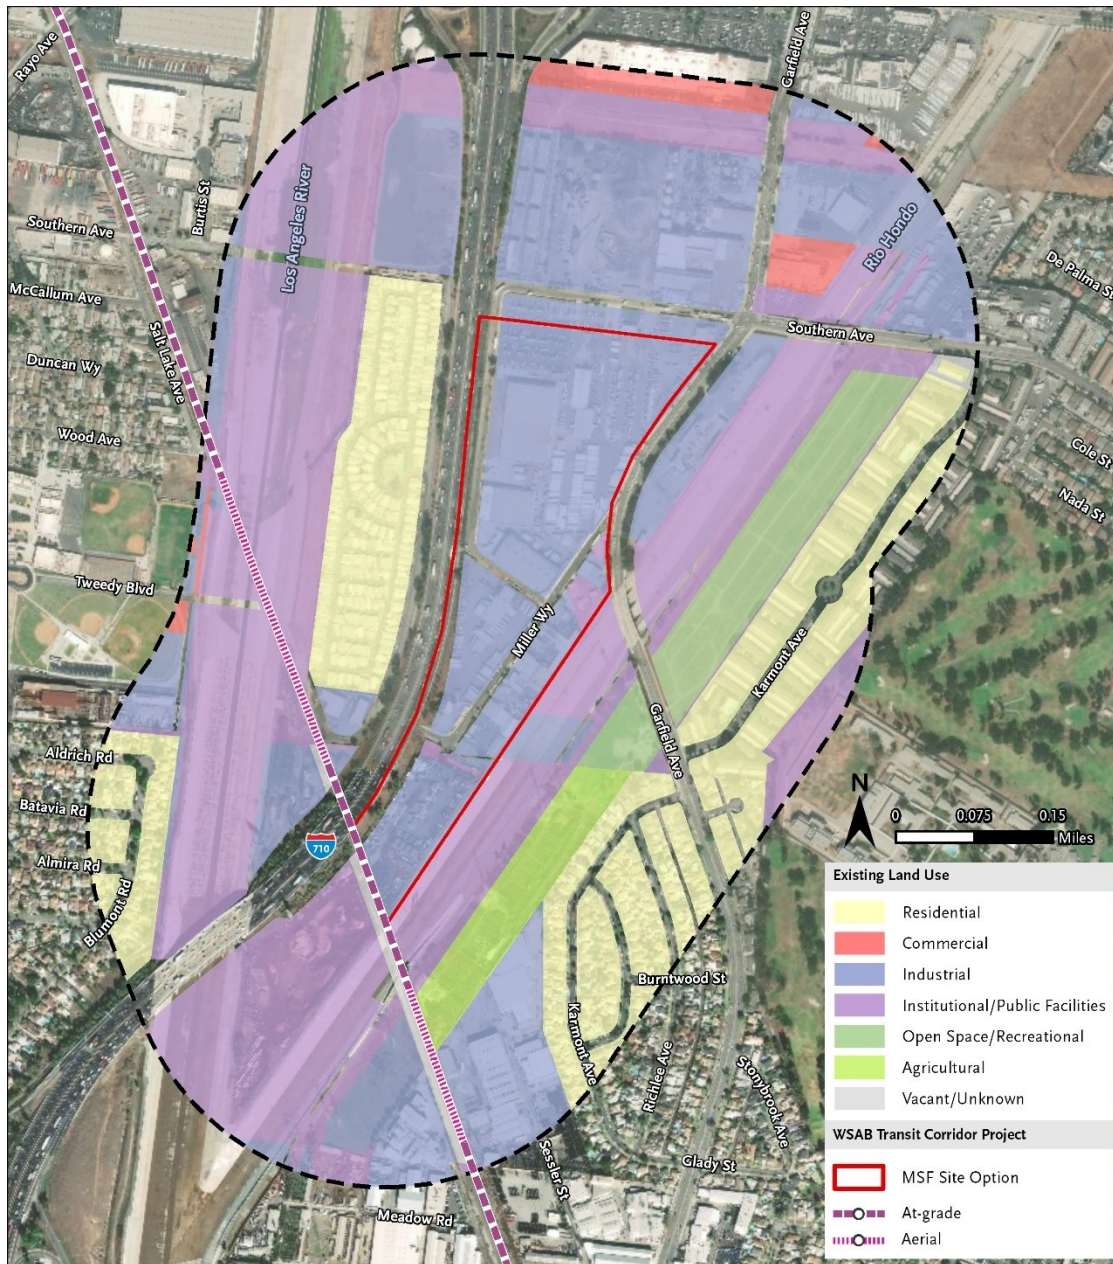 Rayo Ave
Garfield Ave
Burtis St
Los Angeles River
Southern Ave
Rio Hondo
De Palma St
McCallum Ave
Salt Lake Ave
Southern Ave
Duncan Wy
Wood Ave
Cole St
Nada St
Tweedy Blvd
Miller Wy
Karmont Ave
Garfield Ave
Aldrich Rd
Batavia Rd
Almira Rd
Blumont Rd
710
N
0 0.075 0.15
Miles
Burntwood St
Karmont Ave
Richlee Ave
Stonybrook Ave
Sessler St
Glady St
Meadow Rd
Existing Land Use
Residential
Commercial
Industrial
Institutional/Public Facilities
Open Space/Recreational
Agricultural
Vacant/Unknown
WSAB Transit Corridor Project
MSF Site Option
At-grade
Aerial